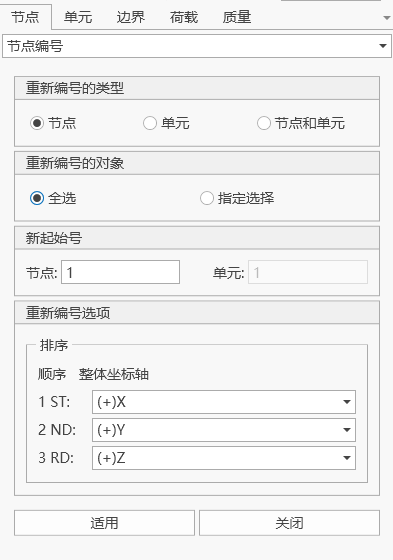 节点 单元 边界 荷载 质量
节点编号
重新编号的类型
节点 单元 节点和单元
重新编号的对象
全选 指定选择
新起始号
节点: 1 单元: 1
重新编号选项
排序
顺序 整体坐标轴
1 ST: (+)X
2 ND: (+)Y
3 RD: (+)Z
适用 关闭